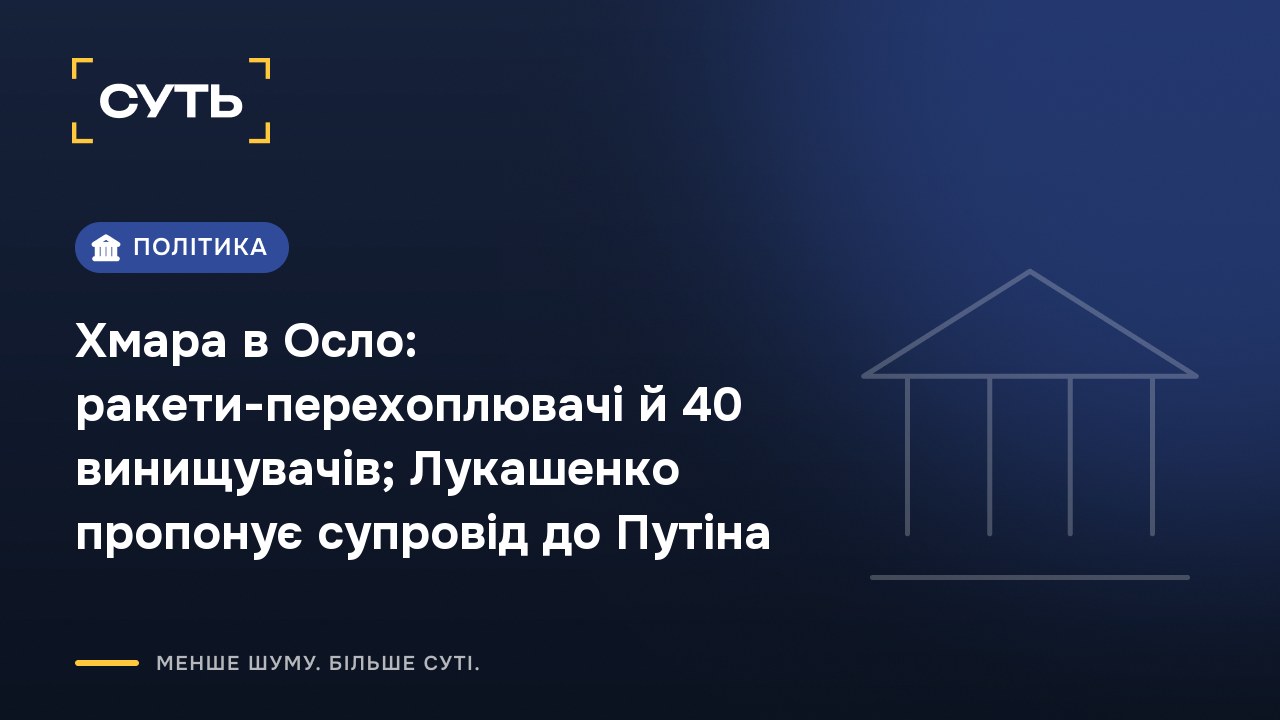 СУТЬ
ПОЛІТИКА
Хмара в Осло:
ракети-перехоплювачі й 40
винищувачів; Лукашенко
пропонує супровід до Путіна
МЕНШЕ ШУМУ. БІЛЬШЕ СУТІ.